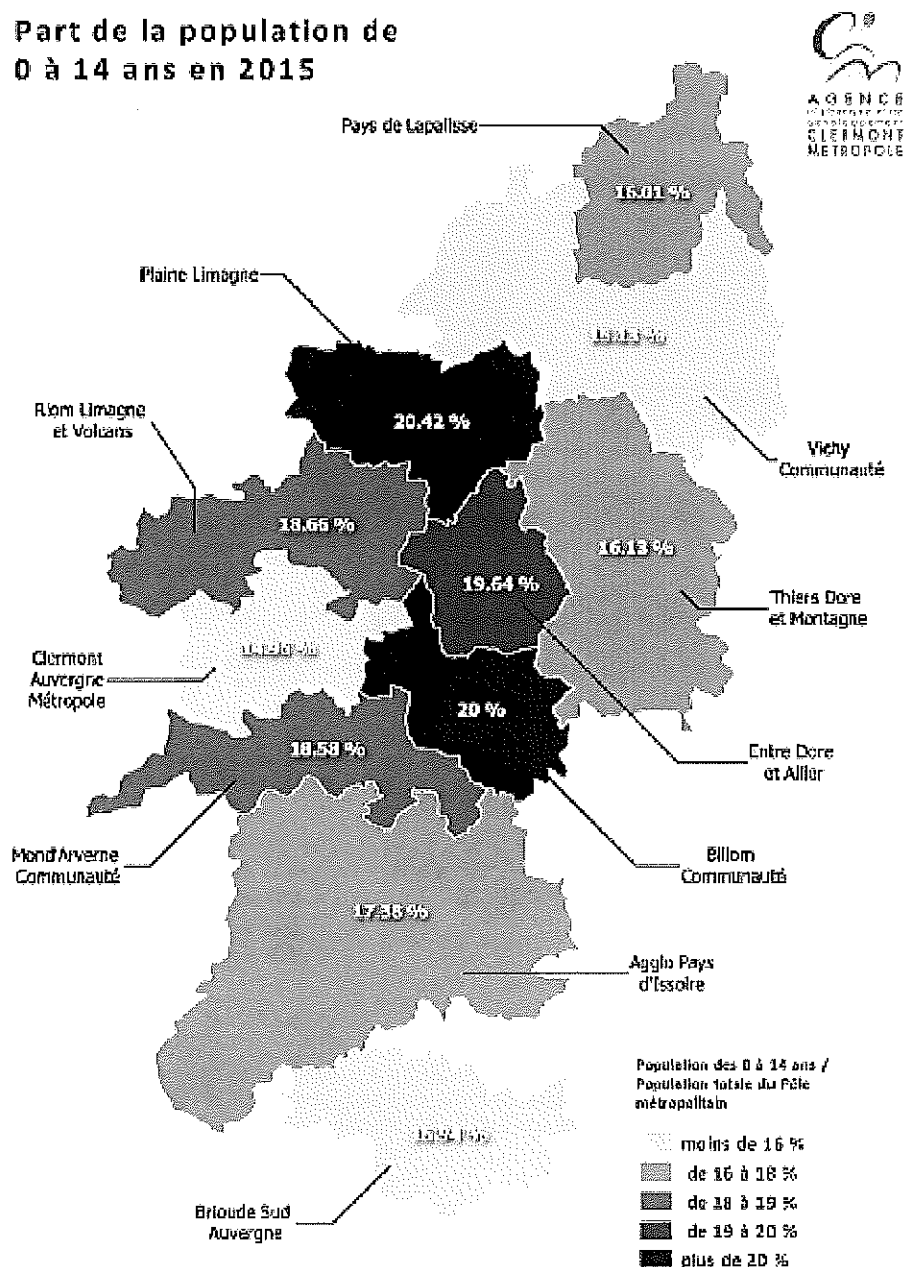 Part de la population de
0 à 14 ans en 2015
AGENCE
CLERMONT
METROPOLE
Pays de Lapalisse
16.01 %
Plaine Limagne
20.42 %
Riom Limagne
et Volcans
Vichy
Communauté
18.66 %
16.13 %
19.64 %
Thiers Dore
et Montagne
Clermont
Auvergne
Métropole
20 %
18.58 %
Entre Dore
et Allier
Mond'Arverne
Communauté
Billom
Communauté
17.38 %
Agglo Pays
d'Issoire
Population des 0 à 14 ans /
Population totale du Pôle
métropolitain
moins de 16 %
de 16 à 18 %
de 18 à 19 %
de 19 à 20 %
plus de 20 %
Brioude Sud
Auvergne